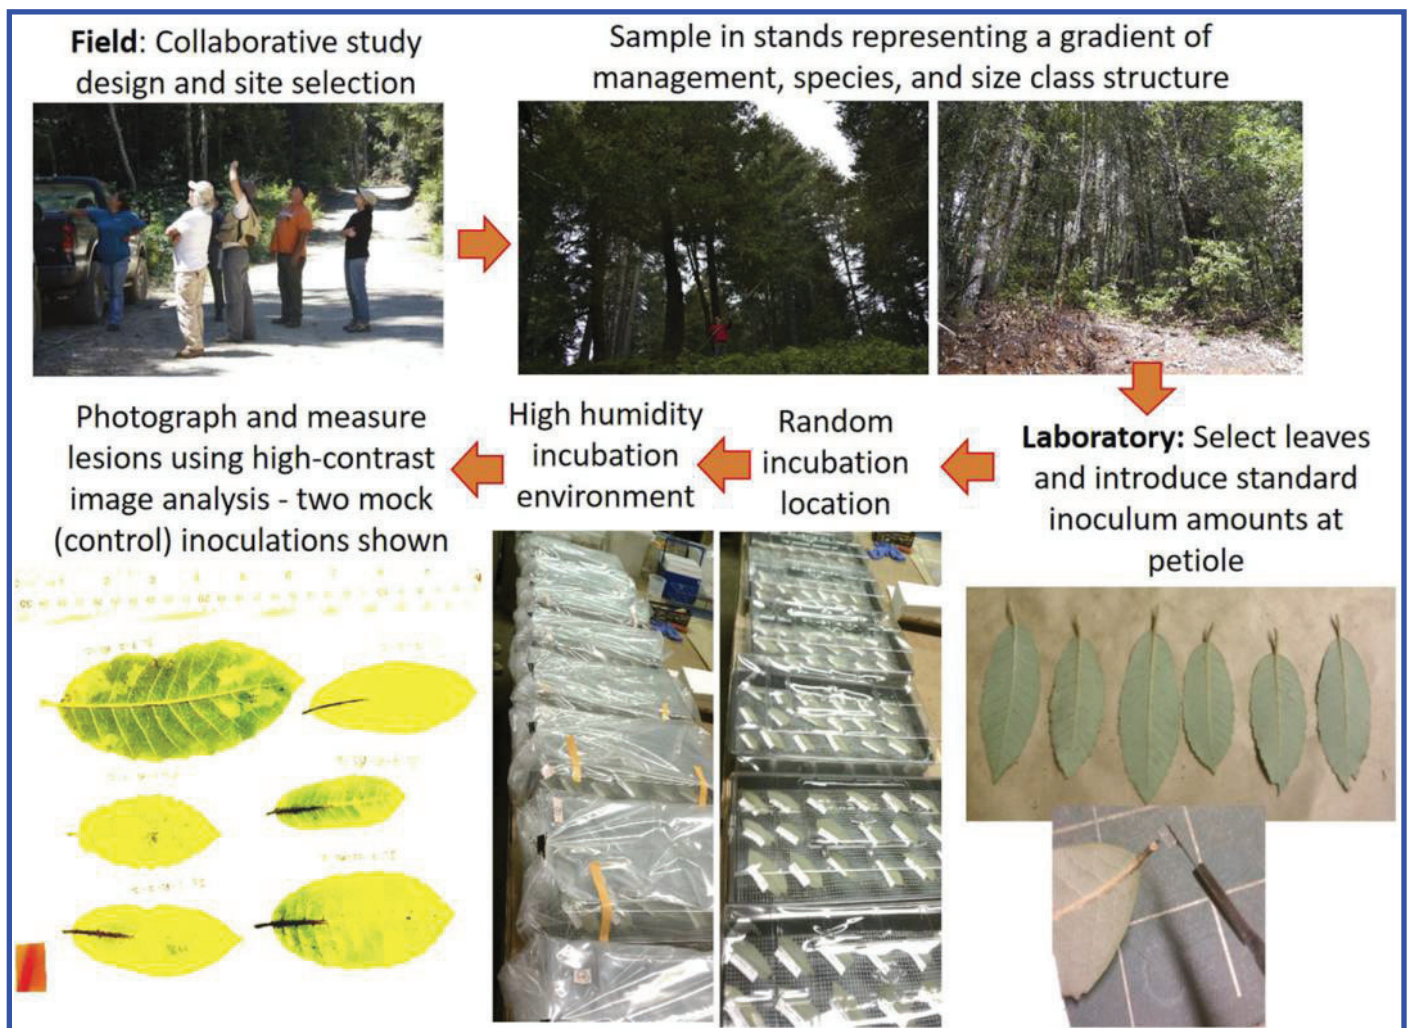 Field: Collaborative study
design and site selection
Sample in stands representing a gradient of
management, species, and size class structure
Laboratory: Select leaves
and introduce standard
inoculum amounts at
petiole
Random
incubation
location
High humidity
incubation
environment
Photograph and measure
lesions using high-contrast
image analysis - two mock
(control) inoculations shown